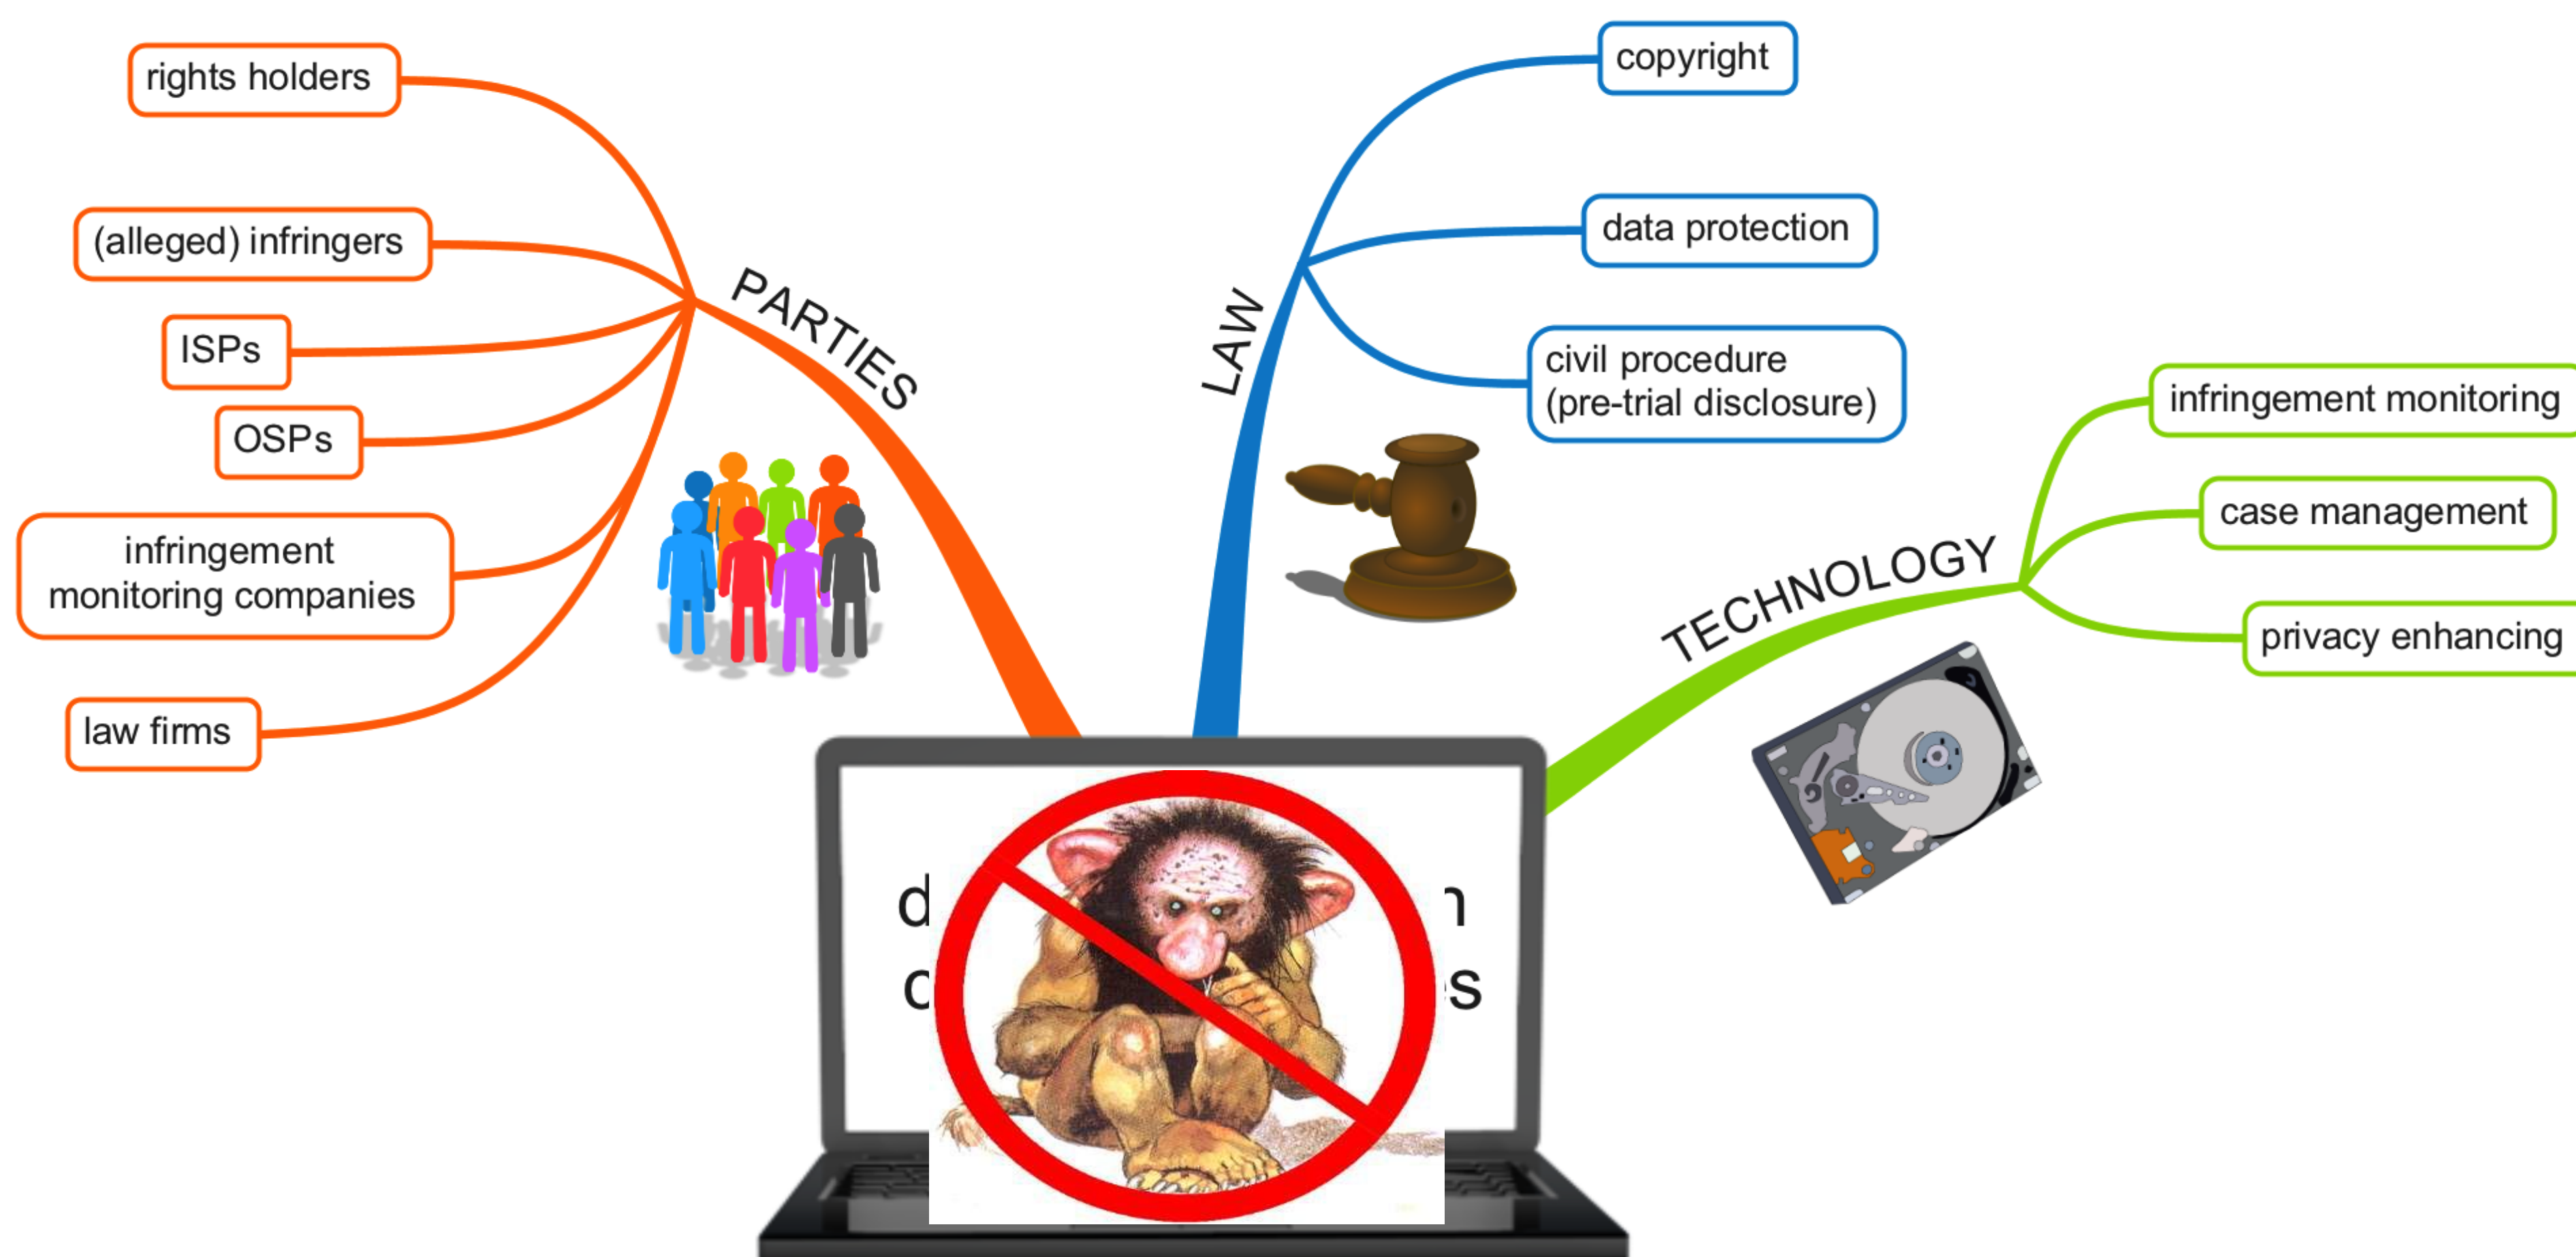 rights holders
(alleged) infringers
ISPs
OSPs
infringement
monitoring companies
law firms
PARTIES
LAW
copyright
data protection
civil procedure
(pre-trial disclosure)
TECHNOLOGY
infringement monitoring
case management
privacy enhancing